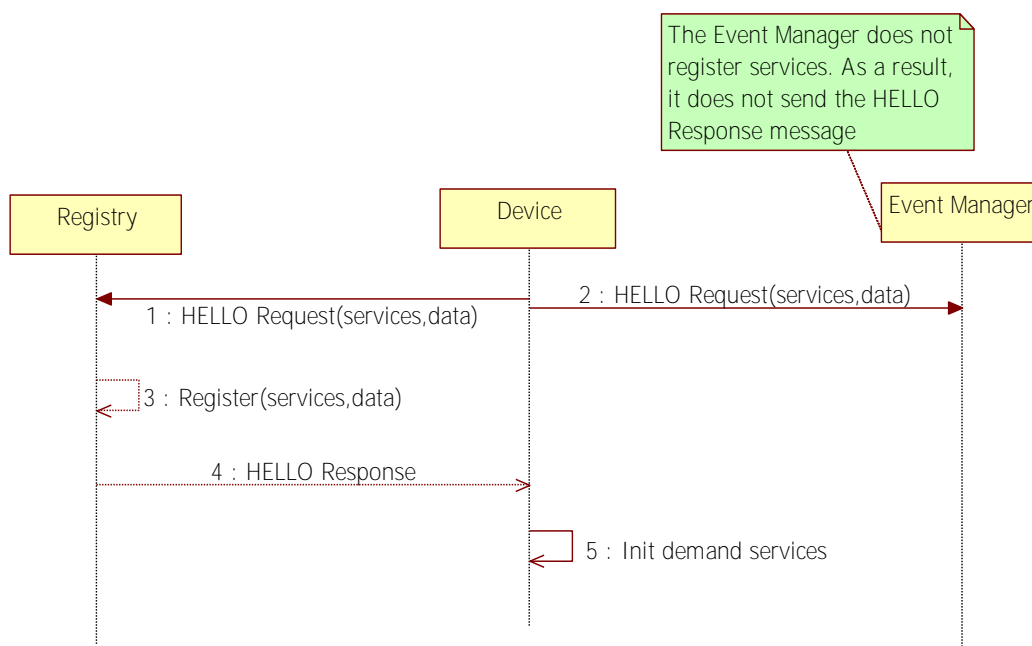 The Event Manager does not
register services. As a result,
it does not send the HELLO
Response message
Registry
Device
Event Manager
1 : HELLO Request(services,data)
2 : HELLO Request(services,data)
3 : Register(services,data)
4 : HELLO Response
5 : Init demand services